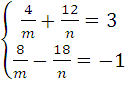 4/m + 12/n = 3
8/m − 18/n = −1